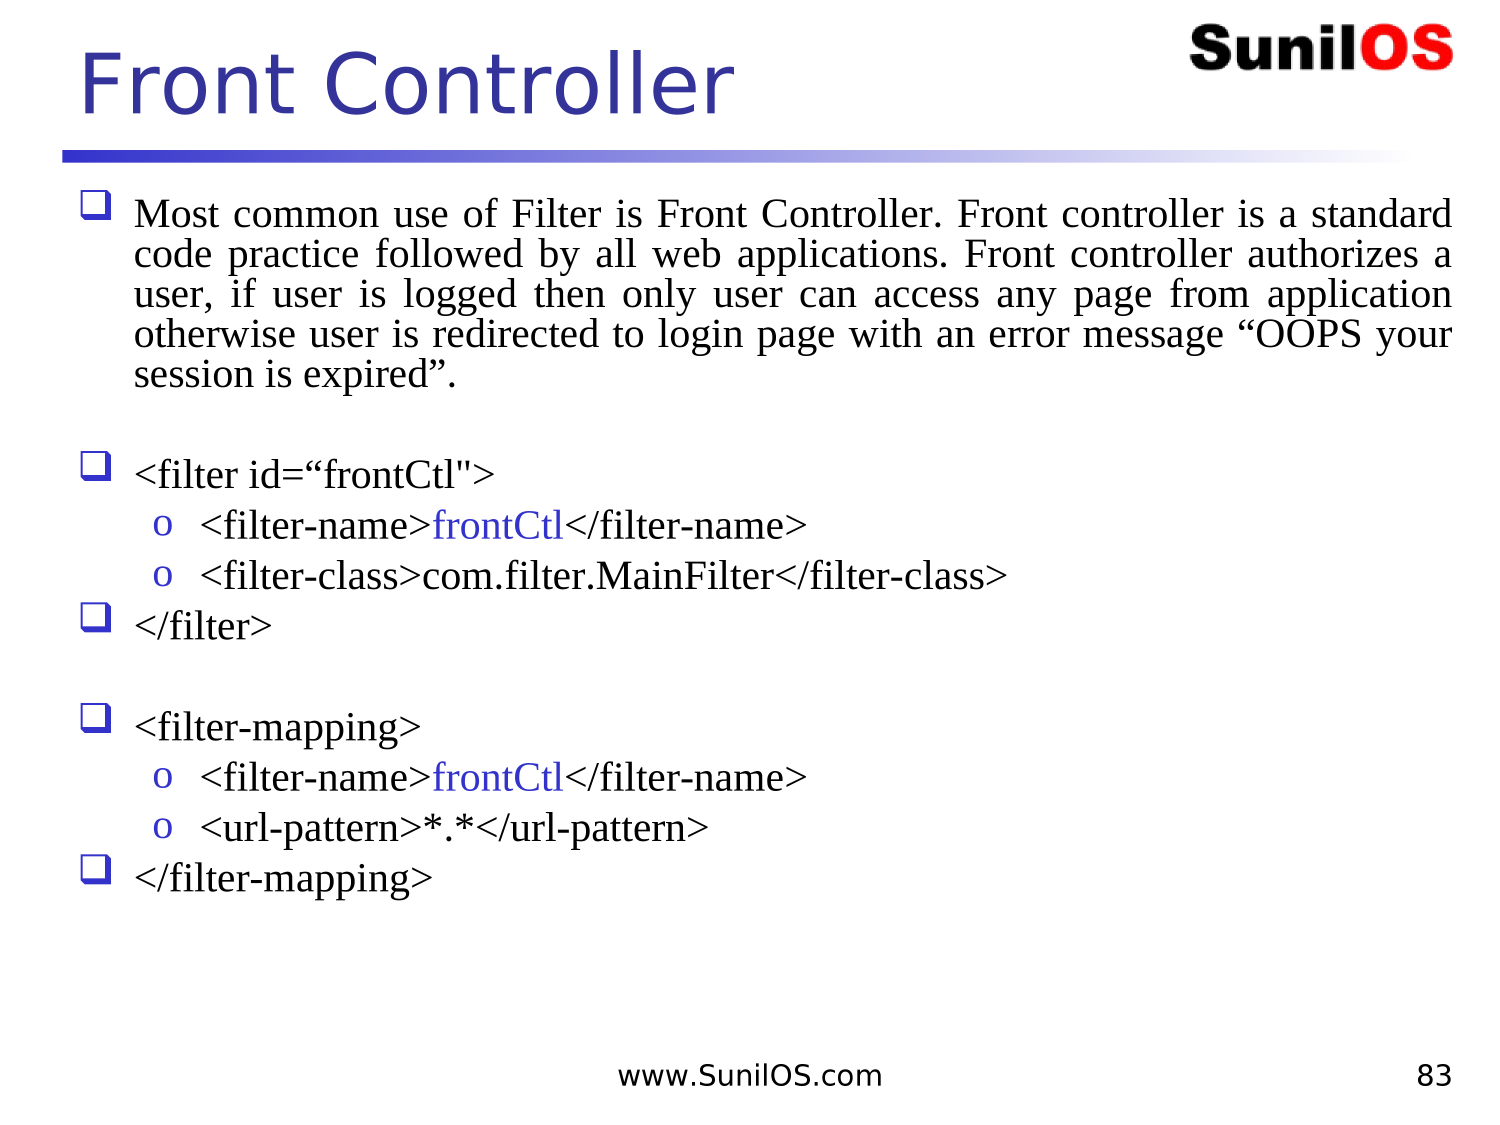 Front Controller
SunilOS
Most common use of Filter is Front Controller. Front controller is a standard
code practice followed by all web applications. Front controller authorizes a
user, if user is logged then only user can access any page from application
otherwise user is redirected to login page with an error message “OOPS your
session is expired”.
<filter id=“frontCtl">
o <filter-name>frontCtl</filter-name>
o <filter-class>com.filter.MainFilter</filter-class>
</filter>
<filter-mapping>
o <filter-name>frontCtl</filter-name>
o <url-pattern>*.*</url-pattern>
</filter-mapping>
www.SunilOS.com
83